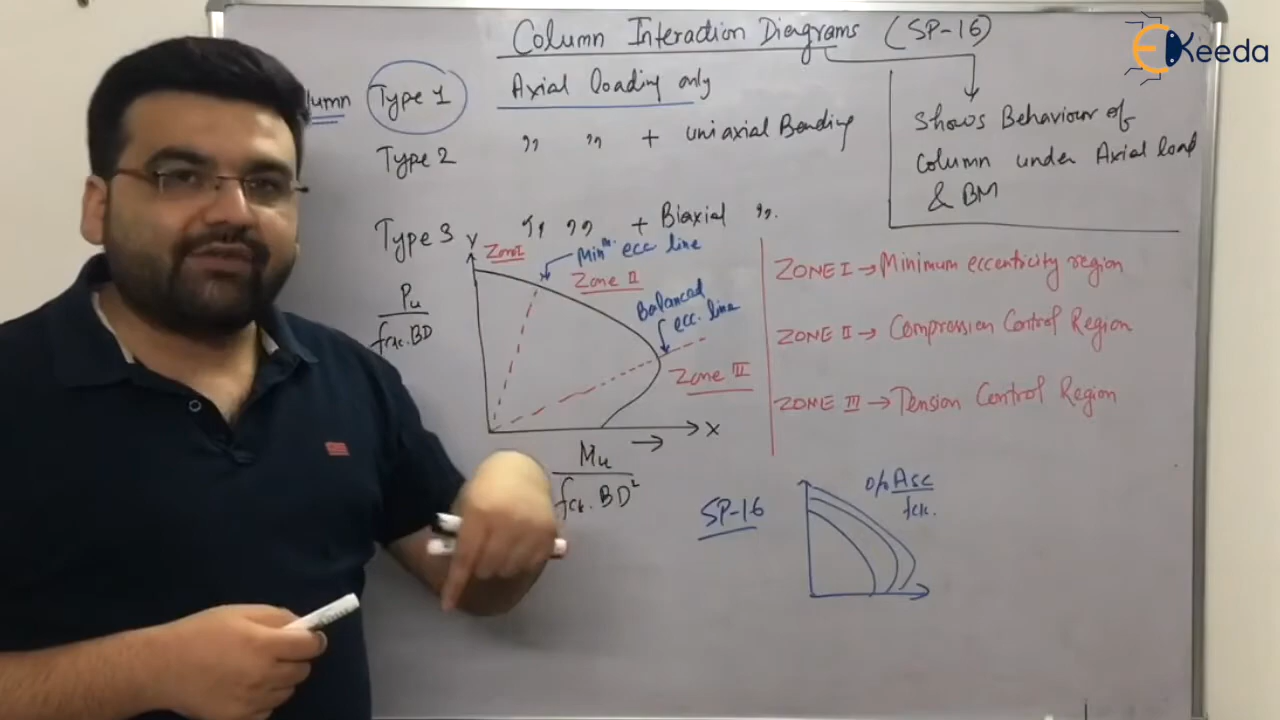 Column Interaction Diagrams (SP-16)
EKeeda
umn Type 1 Axial loading only
Type 2 ,, ,, + uniaxial Bending
Type 3 ,, ,, + Biaxial ,,.
Shows Behaviour of
Column under Axial load
& BM
Y
Zone I
Min^m. ecc line
Zone II
Balanced
ecc. line
Zone III
Pu
fck. BD
X
Mu
fck. BD²
ZONE I → Minimum eccentricity region
ZONE II → Compression Control Region
ZONE III → Tension Control Region
SP-16
o/o Asc
fck.